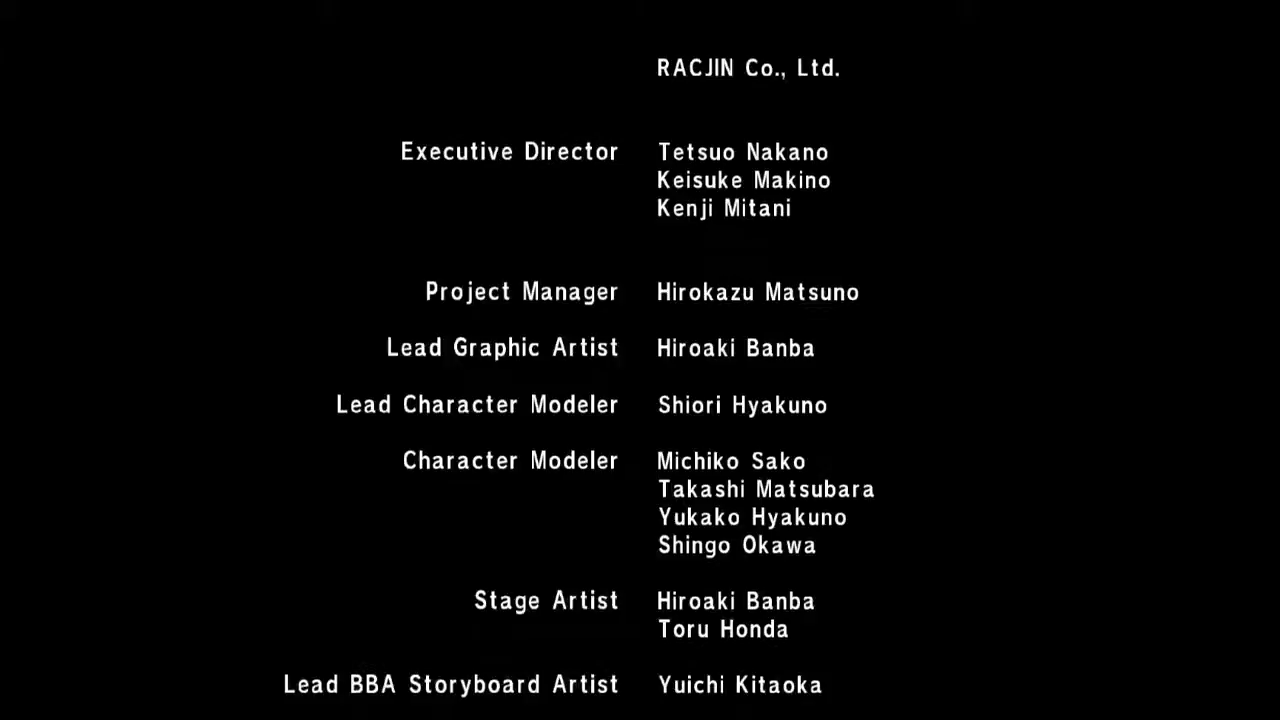 RACJIN Co., Ltd.
Executive Director Tetsuo Nakano
Keisuke Makino
Kenji Mitani
Project Manager Hirokazu Matsuno
Lead Graphic Artist Hiroaki Banba
Lead Character Modeler Shiori Hyakuno
Character Modeler Michiko Sako
Takashi Matsubara
Yukako Hyakuno
Shingo Okawa
Stage Artist Hiroaki Banba
Toru Honda
Lead BBA Storyboard Artist Yuichi Kitaoka